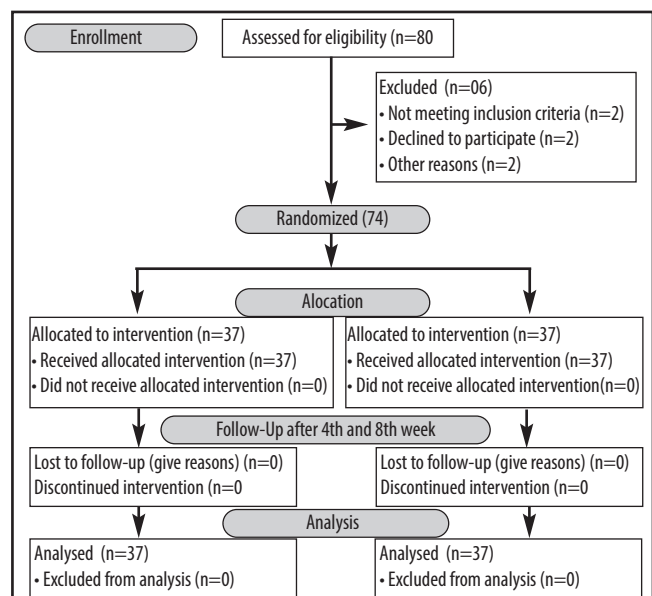 Enrollment
Assessed for eligibility (n=80
Excluded (n=06)
• Not meeting inclusion criteria (n=2)
• Declined to participate (n=2)
• Other reasons (n=2)
Randomized (74)
Alocation
Allocated to intervention (n=37)
• Received allocated intervention (n=37)
• Did not receive allocated intervention (n=0)
Allocated to intervention (n=37)
• Received allocated intervention (n=37)
• Did not receive allocated intervention(n=0)
Follow-Up after 4th and 8th week
Lost to follow-up (give reasons) (n=0)
Discontinued intervention (n=0
Lost to follow-up (give reasons) (n=0)
Discontinued intervention (n=0
Analysis
Analysed (n=37)
• Excluded from analysis (n=0)
Analysed (n=37)
• Excluded from analysis (n=0)